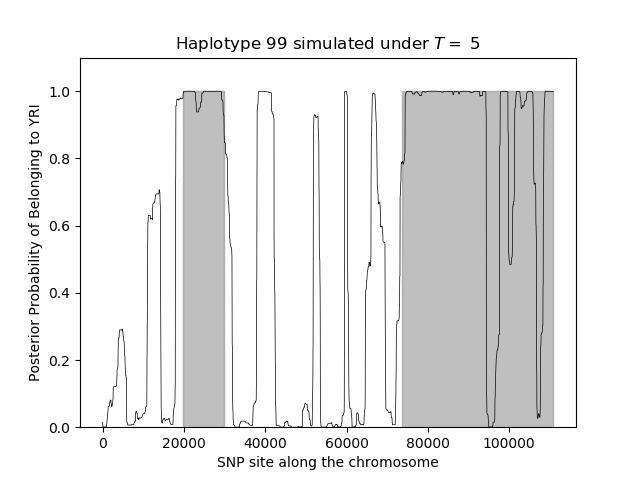 Haplotype 99 simulated under T = 5
Posterior Probability of Belonging to YRI
1.0
0.8
0.6
0.4
0.2
0.0
0 20000 40000 60000 80000 100000
SNP site along the chromosome